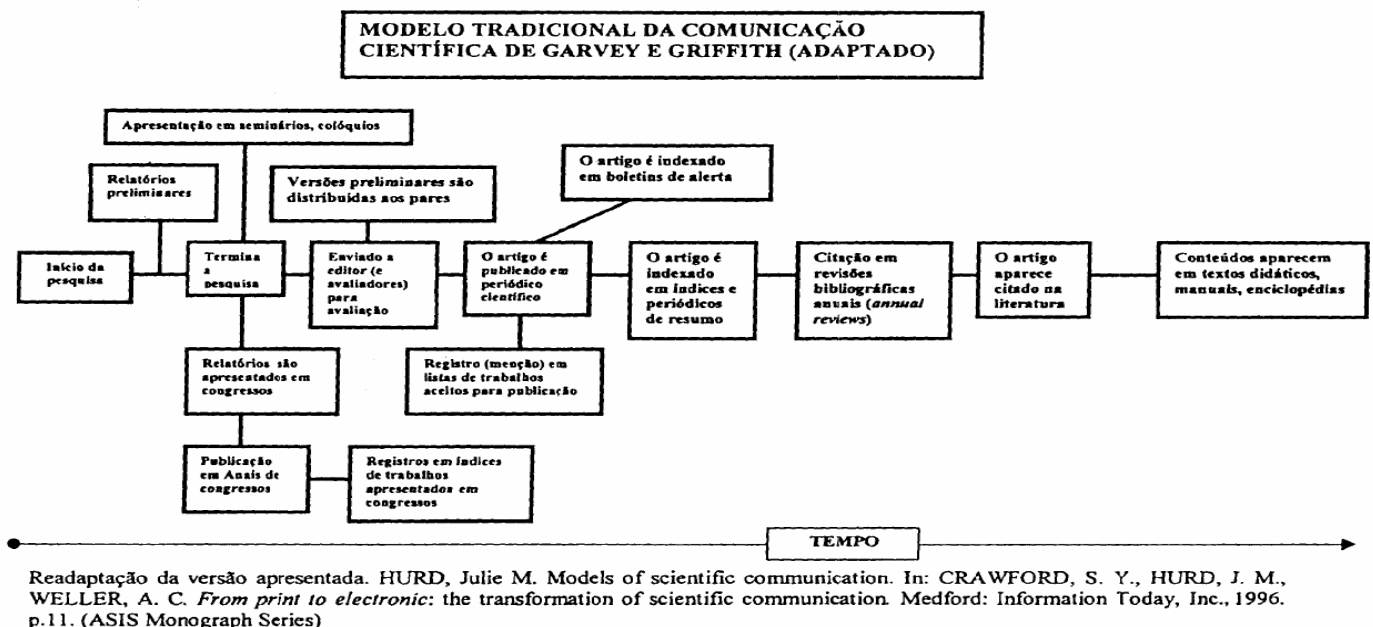 MODELO TRADICIONAL DA COMUNICAÇÃO
CIENTÍFICA DE GARVEY E GRIFFITH (ADAPTADO)
Apresentação em seminários, colóquios
Relatórios
preliminares
Versões preliminares são
distribuídas aos pares
O artigo é indexado
em boletins de alerta
Início da
pesquisa
Termina
a
pesquisa
Enviado a
editor (e
avaliadores)
para
avaliação
O artigo é
publicado em
periódico
científico
O artigo é
indexado
em índices e
periódicos
de resumo
Citação em
revisões
bibliográficas
anuais (annual
reviews)
O artigo
aparece
citado na
literatura
Conteúdos aparecem
em textos didáticos,
manuais, enciclopédias
Relatórios são
apresentados em
congressos
Registro (menção) em
listas de trabalhos
aceitos para publicação
Publicação
em Anais de
congressos
Registros em índices
de trabalhos
apresentados em
congressos
TEMPO
Readaptação da versão apresentada. HURD, Julie M. Models of scientific communication. In: CRAWFORD, S. Y., HURD, J. M.,
WELLER, A. C. From print to electronic: the transformation of scientific communication. Medford: Information Today, Inc., 1996.
p.11. (ASIS Monograph Series)